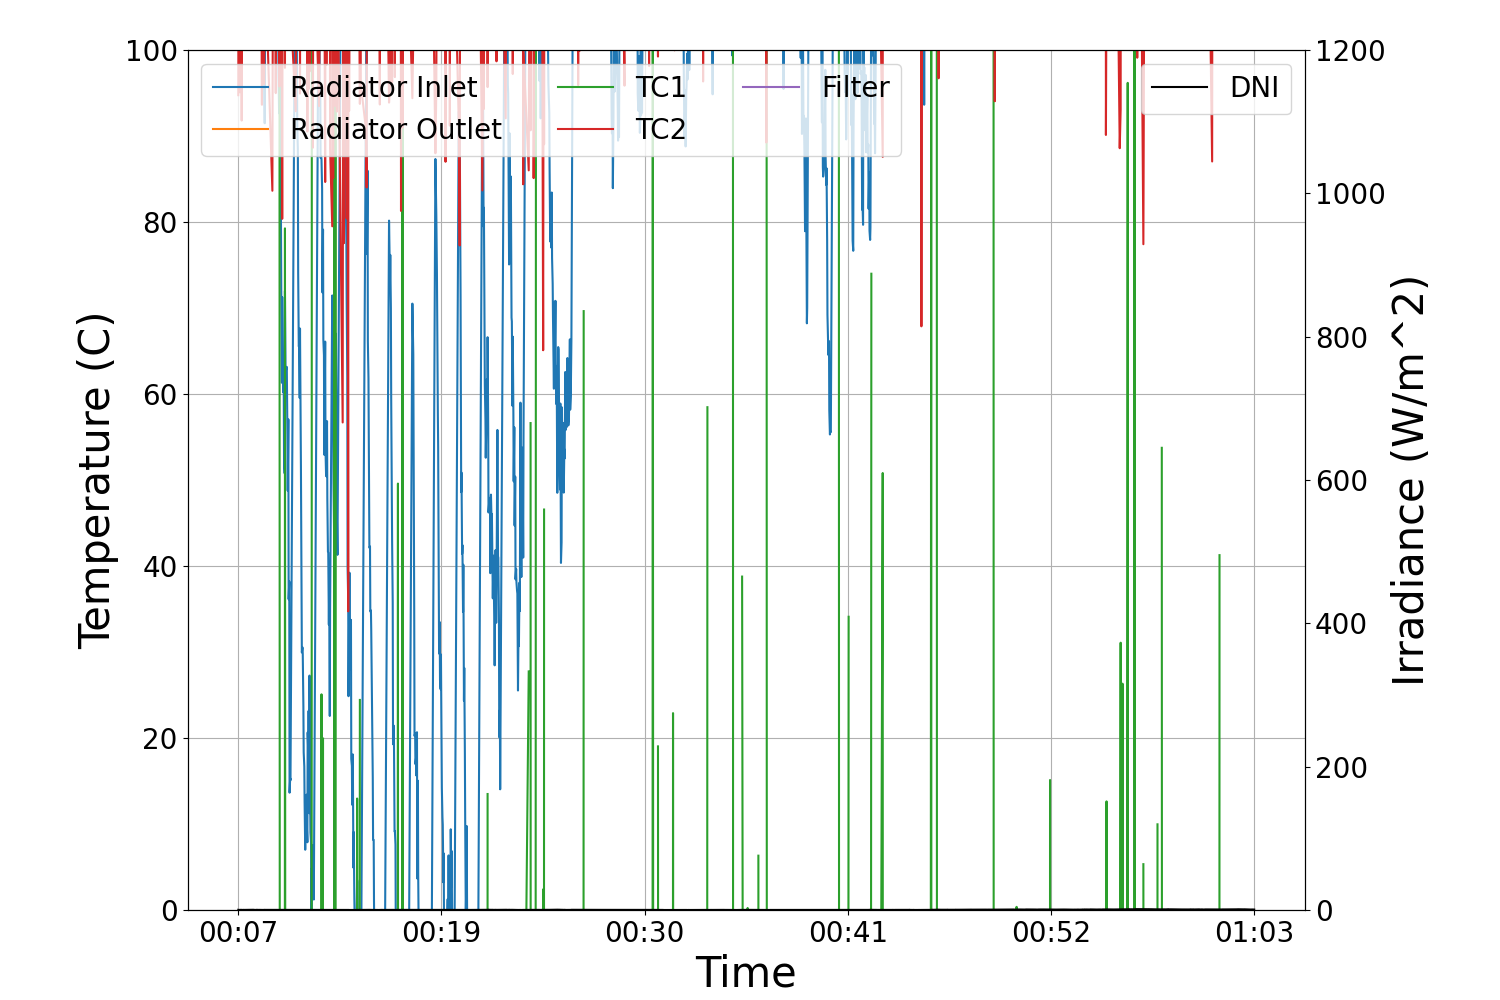 100
80
60
40
20
0
Temperature (C)
Radiator Inlet
Radiator Outlet
TC1
TC2
Filter
DNI
1200
1000
800
600
400
200
0
Irradiance (W/m^2)
00:07
00:19
00:30
00:41
00:52
01:03
Time